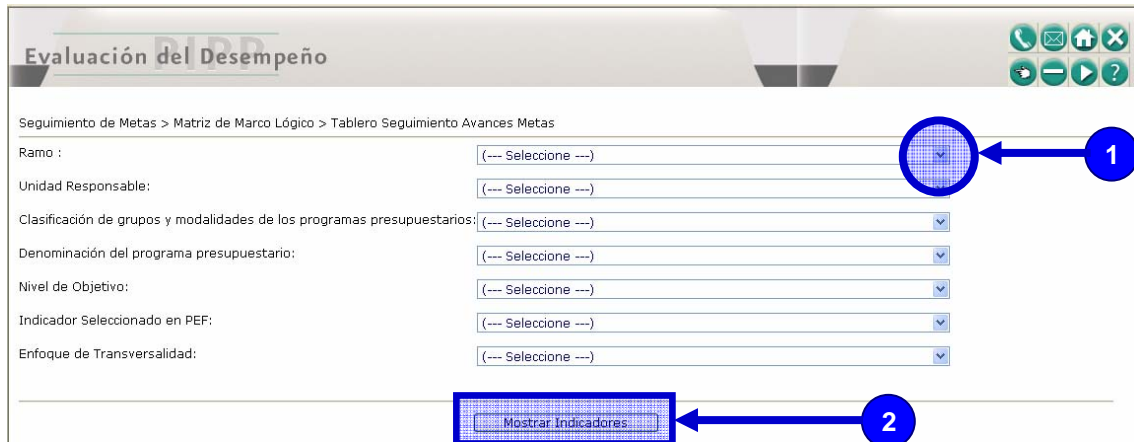 PIPP
Evaluación del Desempeño
?
Seguimiento de Metas > Matriz de Marco Lógico > Tablero Seguimiento Avances Metas
Ramo : (--- Seleccione ---)
1
Unidad Responsable: (--- Seleccione ---)
Clasificación de grupos y modalidades de los programas presupuestarios: (--- Seleccione ---)
Denominación del programa presupuestario: (--- Seleccione ---)
Nivel de Objetivo: (--- Seleccione ---)
Indicador Seleccionado en PEF: (--- Seleccione ---)
Enfoque de Transversalidad: (--- Seleccione ---)
Mostrar Indicadores
2